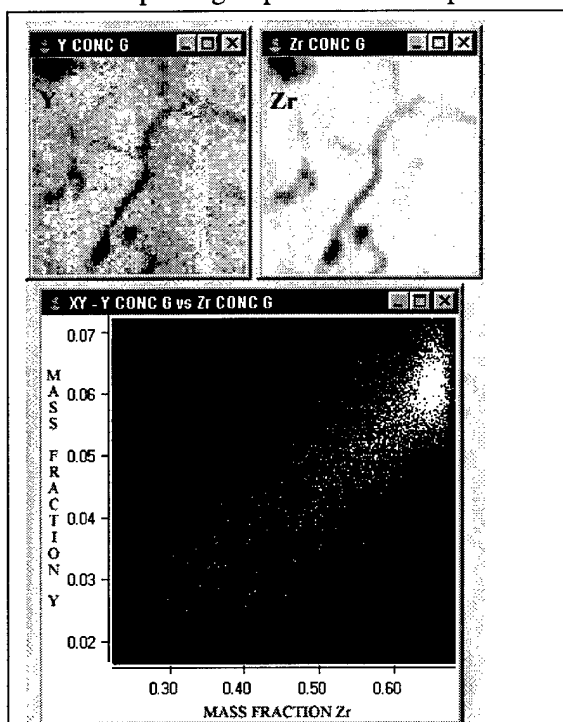 Y CONC G
Zr CONC G
Y
Zr
XY - Y CONC G vs Zr CONC G
0.07
0.06
0.05
0.04
0.03
0.02
MASS FRACTION Y
0.30 0.40 0.50 0.60
MASS FRACTION Zr